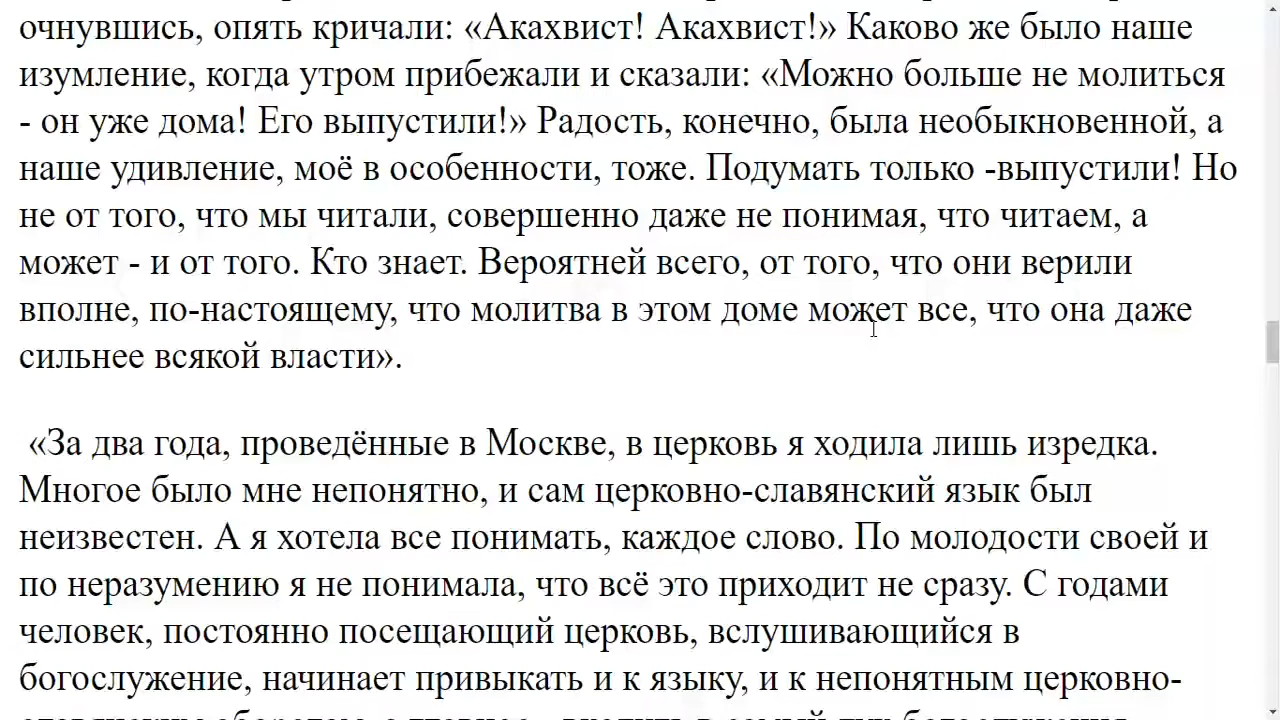 очнувшись, опять кричали: «Акахвист! Акахвист!» Каково же было наше
изумление, когда утром прибежали и сказали: «Можно больше не молиться
- он уже дома! Его выпустили!» Радость, конечно, была необыкновенной, а
наше удивление, моё в особенности, тоже. Подумать только -выпустили! Но
не от того, что мы читали, совершенно даже не понимая, что читаем, а
может - и от того. Кто знает. Вероятней всего, от того, что они верили
вполне, по-настоящему, что молитва в этом доме может все, что она даже
сильнее всякой власти».
«За два года, проведённые в Москве, в церковь я ходила лишь изредка.
Многое было мне непонятно, и сам церковно-славянский язык был
неизвестен. А я хотела все понимать, каждое слово. По молодости своей и
по неразумению я не понимала, что всё это приходит не сразу. С годами
человек, постоянно посещающий церковь, вслушивающийся в
богослужение, начинает привыкать и к языку, и к непонятным церковно-